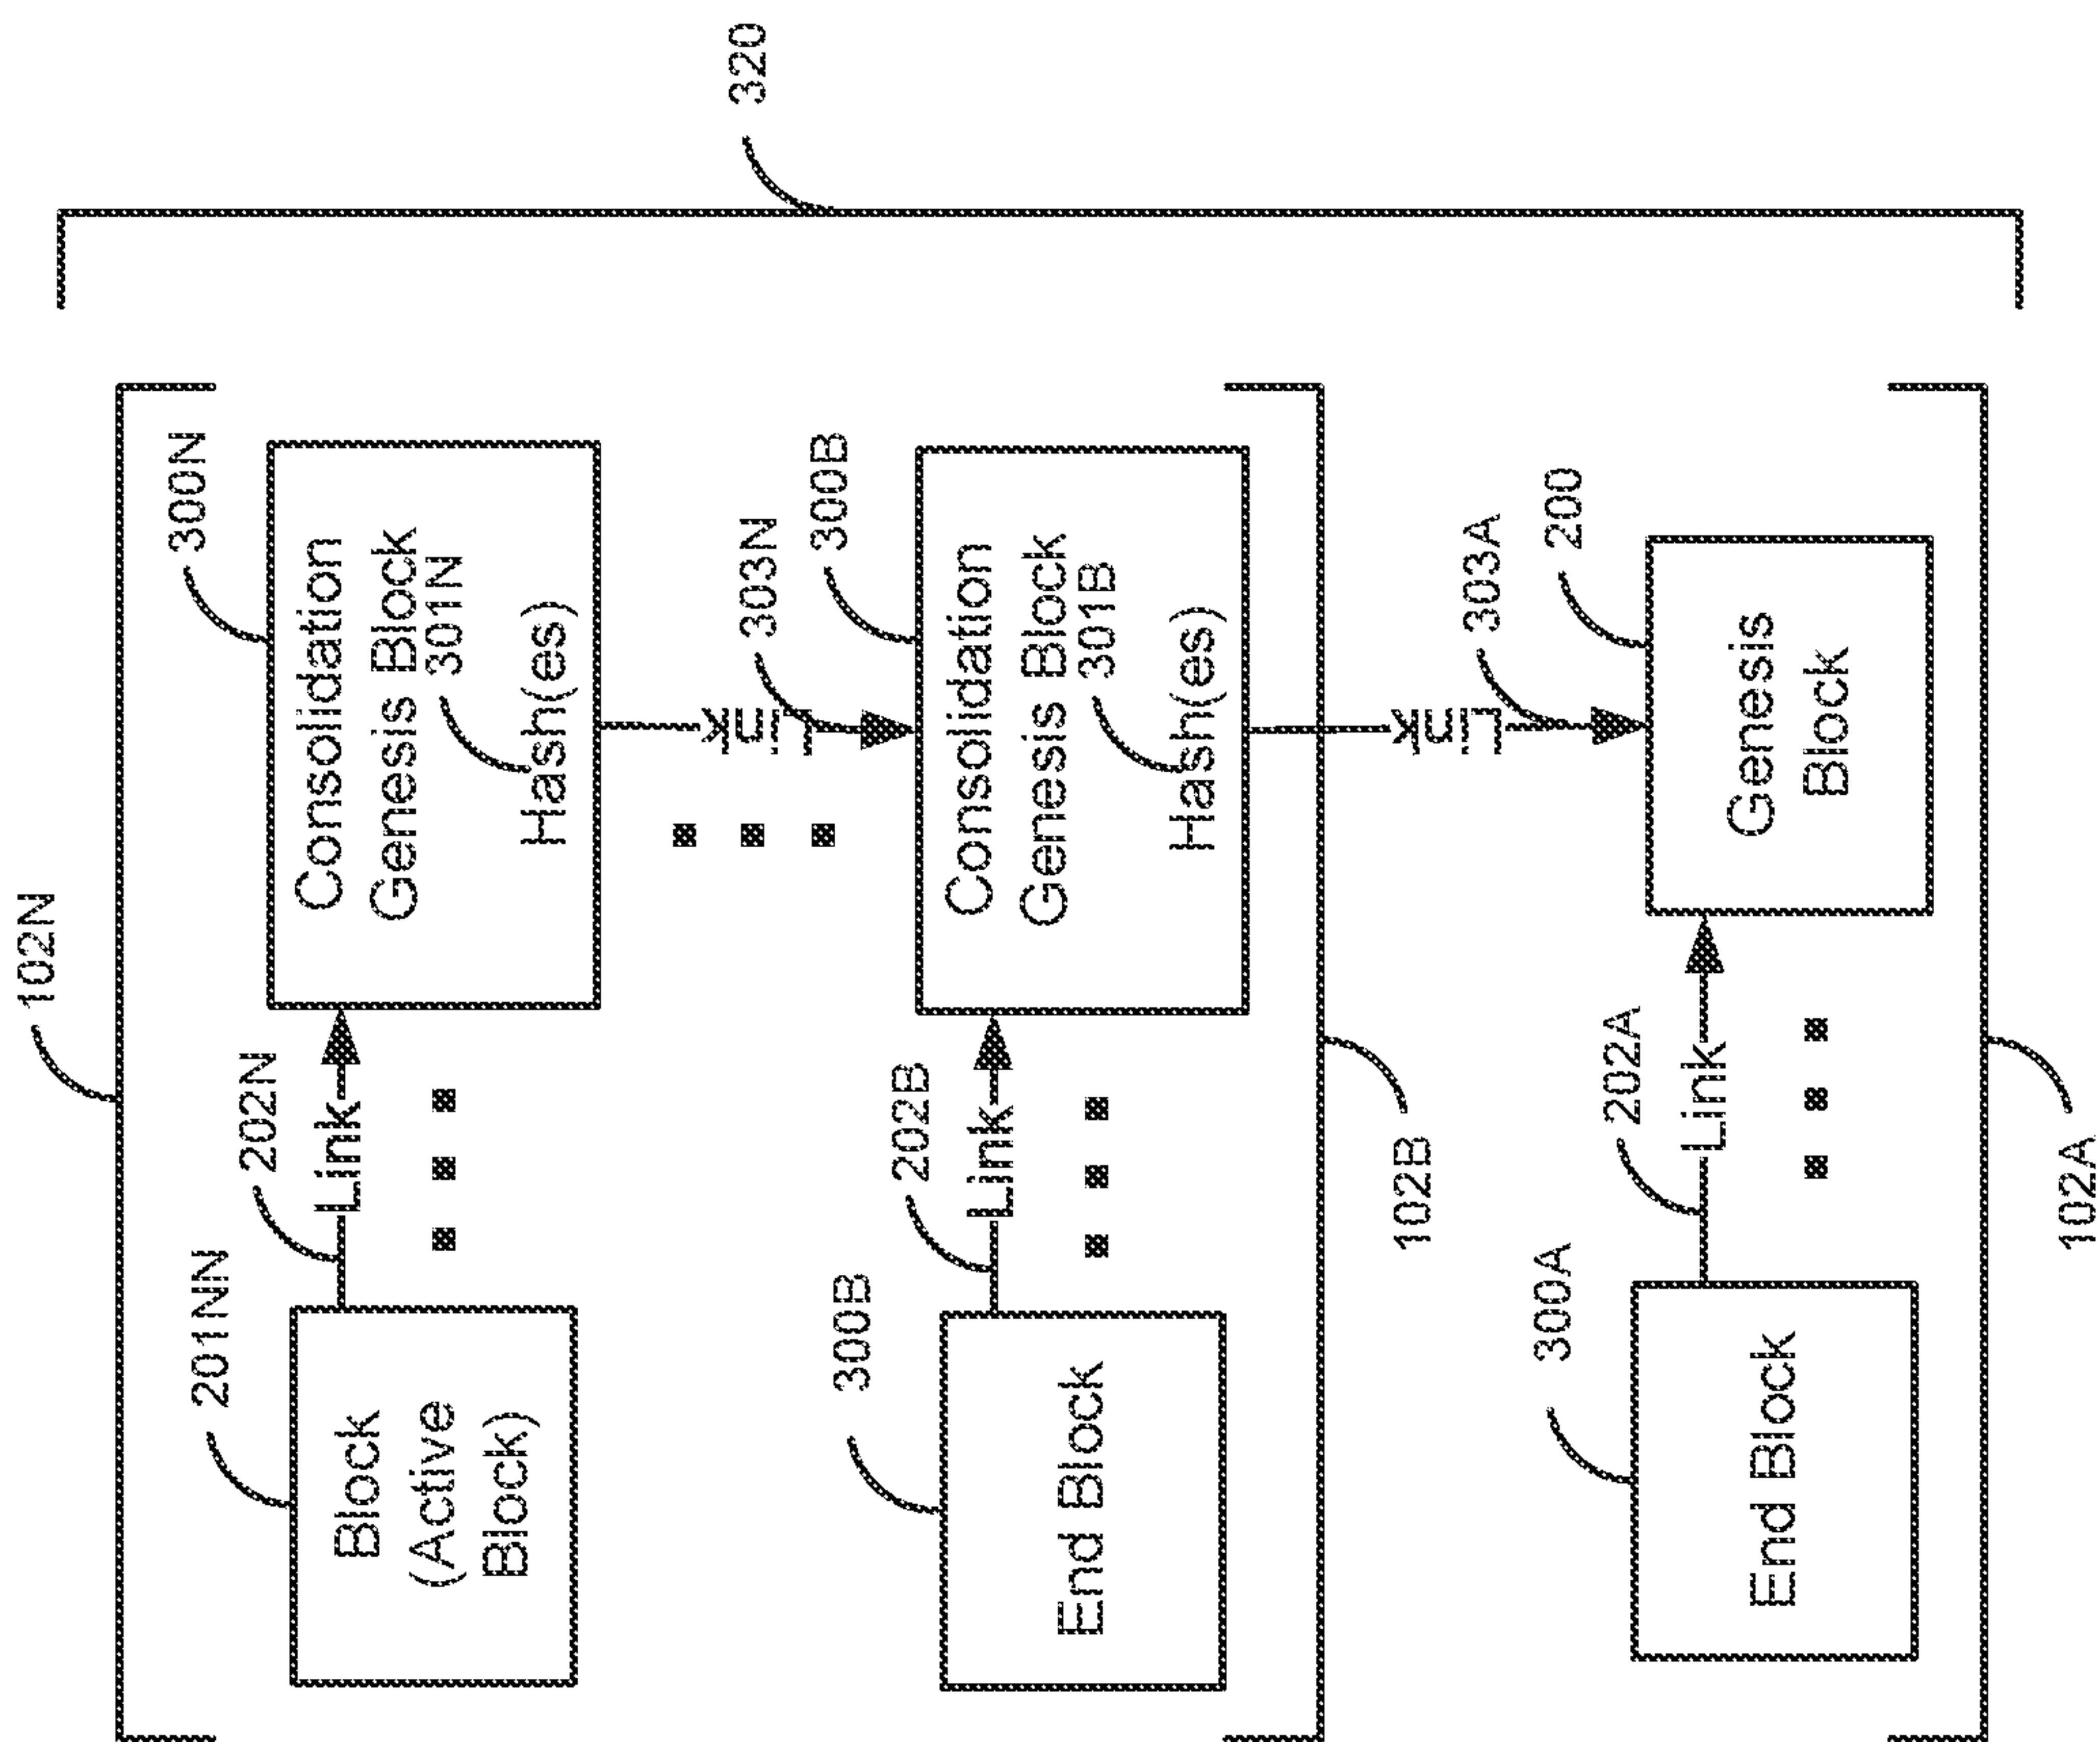 320
102N
300N
Consolidation
Genesis Block
301N
Hash(es)
202N
Link
201NN
Block
(Active
Block)
303N
Link
300B
Consolidation
Genesis Block
301B
Hash(es)
202B
Link
300B
End Block
102B
303A
Link
200
Genesis
Block
202A
Link
300A
End Block
102A